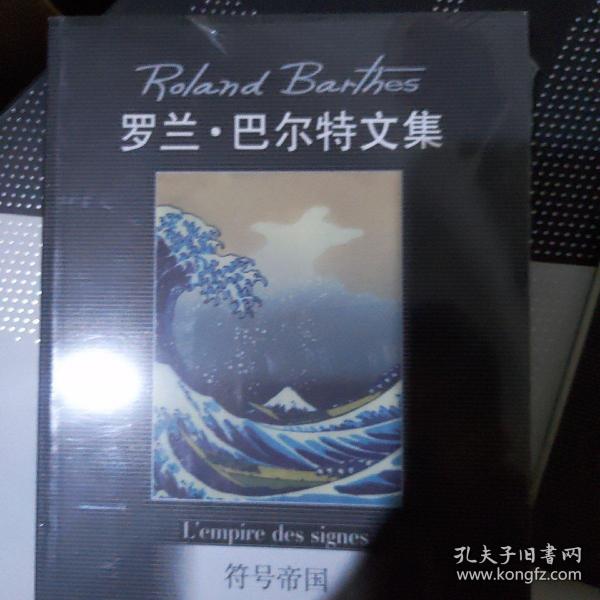 Roland Barthes
罗兰·巴尔特文集
L'empire des signes
符号帝国
孔夫子旧書网
www.kongfz.com